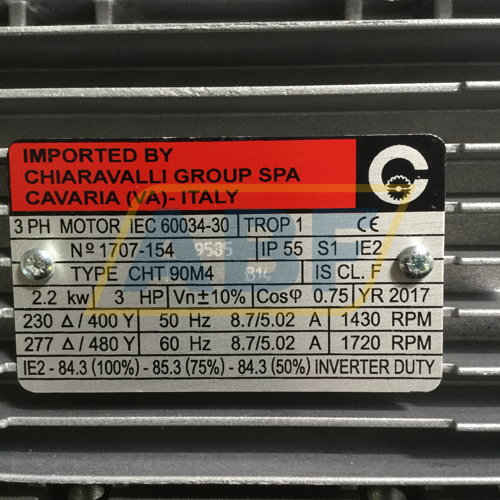 IMPORTED BY
CHIARAVALLI GROUP SPA
CAVARIA (VA)- ITALY
3 PH MOTOR IEC 60034-30 TROP 1 CE
Nº 1707-154 9585 IP 55 S1 IE2
TYPE CHT 90M4 B14 IS CL. F
2.2 kw 3 HP Vn±10% Cosφ 0.75 YR 2017
230 Δ / 400 Y 50 Hz 8.7/5.02 A 1430 RPM
277 Δ / 480 Y 60 Hz 8.7/5.02 A 1720 RPM
IE2 - 84.3 (100%) - 85.3 (75%) - 84.3 (50%) INVERTER DUTY